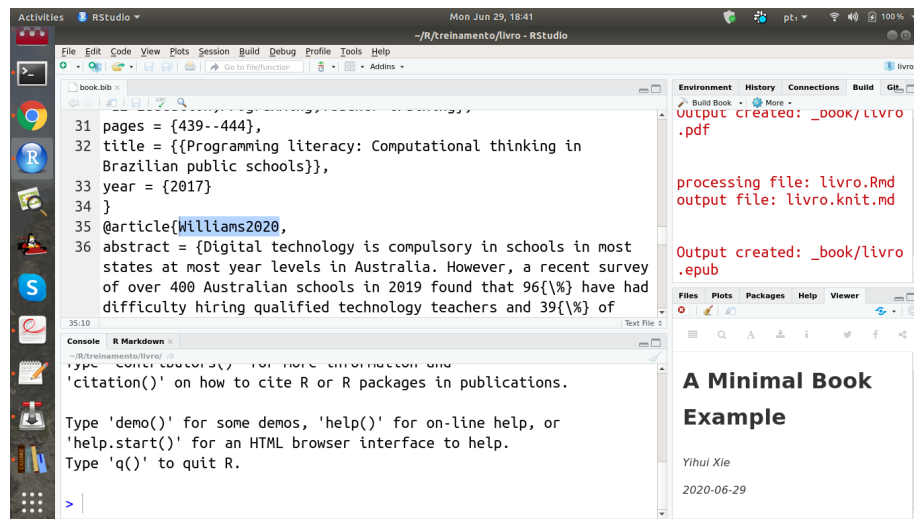 Activities RStudio Mon Jun 29, 18:41 pt₁ 100 %
~/R/treinamento/livro - RStudio
File Edit Code View Plots Session Build Debug Profile Tools Help
Go to file/function Addins livro
book.bib
31 pages = {439--444},
32 title = {{Programming literacy: Computational thinking in
Brazilian public schools}},
33 year = {2017}
34 }
35 @article{Williams2020,
36 abstract = {Digital technology is compulsory in schools in most
states at most year levels in Australia. However, a recent survey
of over 400 Australian schools in 2019 found that 96{\%} have had
difficulty hiring qualified technology teachers and 39{\%} of
35:10 Text File
Console R Markdown
~/R/treinamento/livro/
Type 'contributors()' for more information and
'citation()' on how to cite R or R packages in publications.
Type 'demo()' for some demos, 'help()' for on-line help, or
'help.start()' for an HTML browser interface to help.
Type 'q()' to quit R.
>
Environment History Connections Build Git
Build Book More
Output created: _book/livro
.pdf
processing file: livro.Rmd
output file: livro.knit.md
Output created: _book/livro
.epub
Files Plots Packages Help Viewer
A Minimal Book
Example
Yihui Xie
2020-06-29